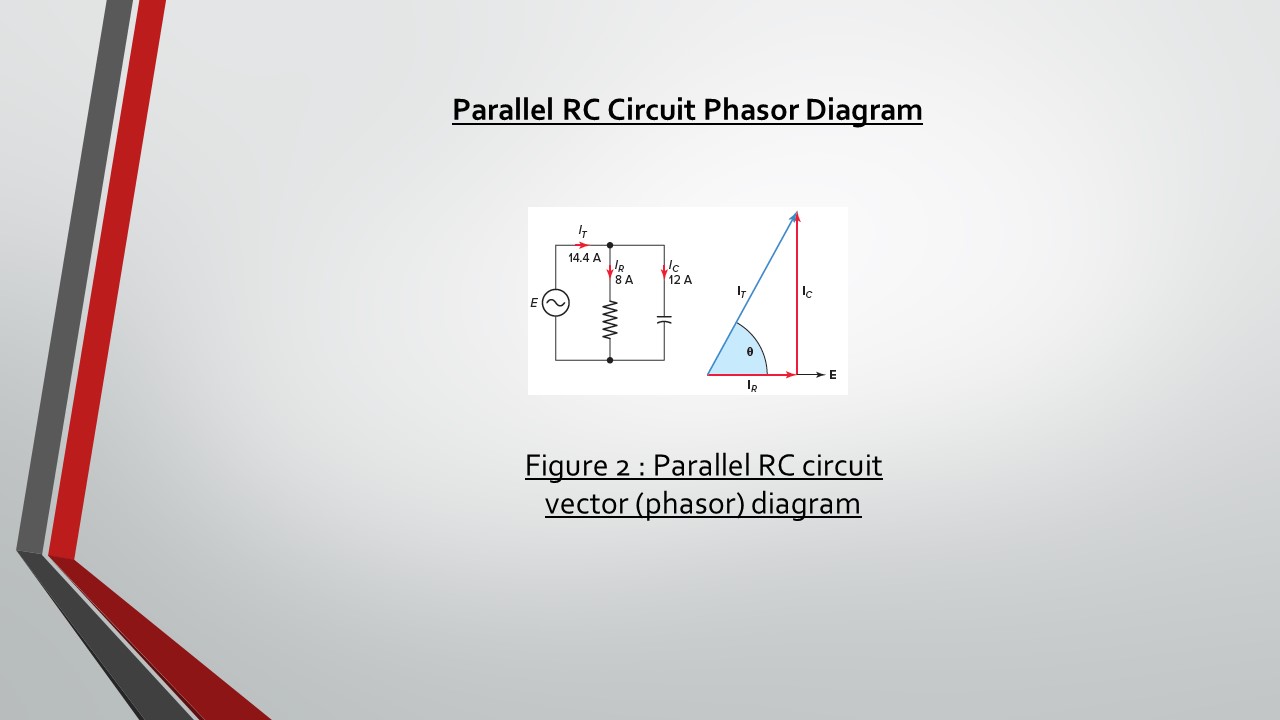 Parallel RC Circuit Phasor Diagram
I_T
14.4 A
I_R
8 A
I_C
12 A
E
I_T
I_C
θ
I_R
E
Figure 2 : Parallel RC circuit
vector (phasor) diagram